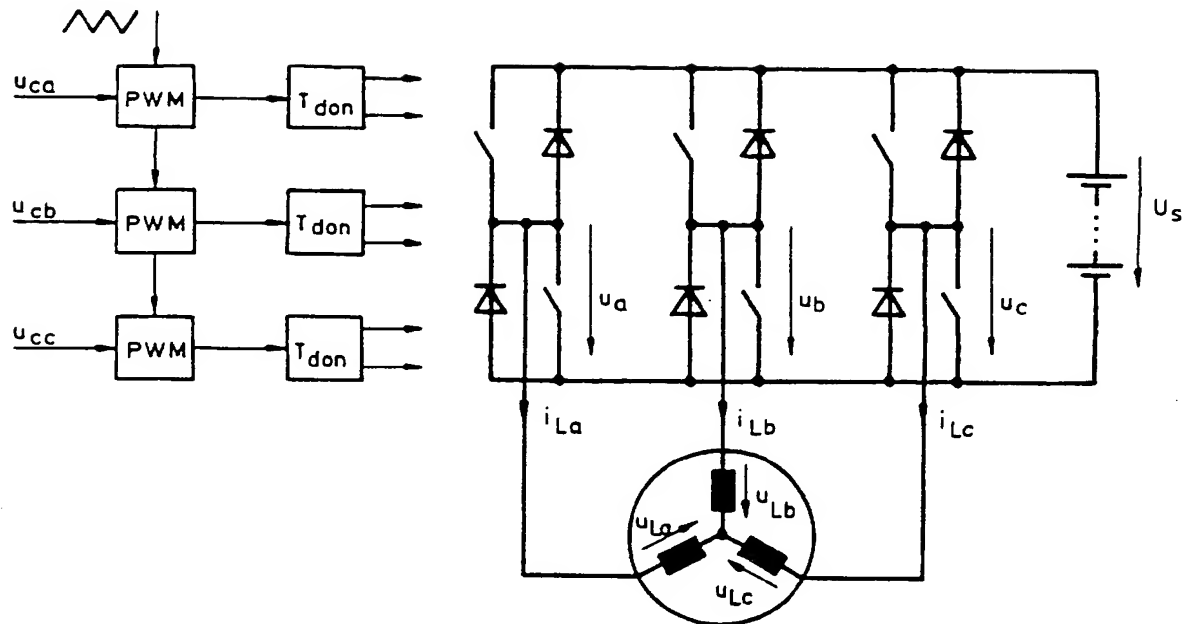 u_ca
PWM
T_don
u_cb
PWM
T_don
u_cc
PWM
T_don
u_a
u_b
u_c
U_s
i_La
i_Lb
i_Lc
u_La
u_Lb
u_Lc